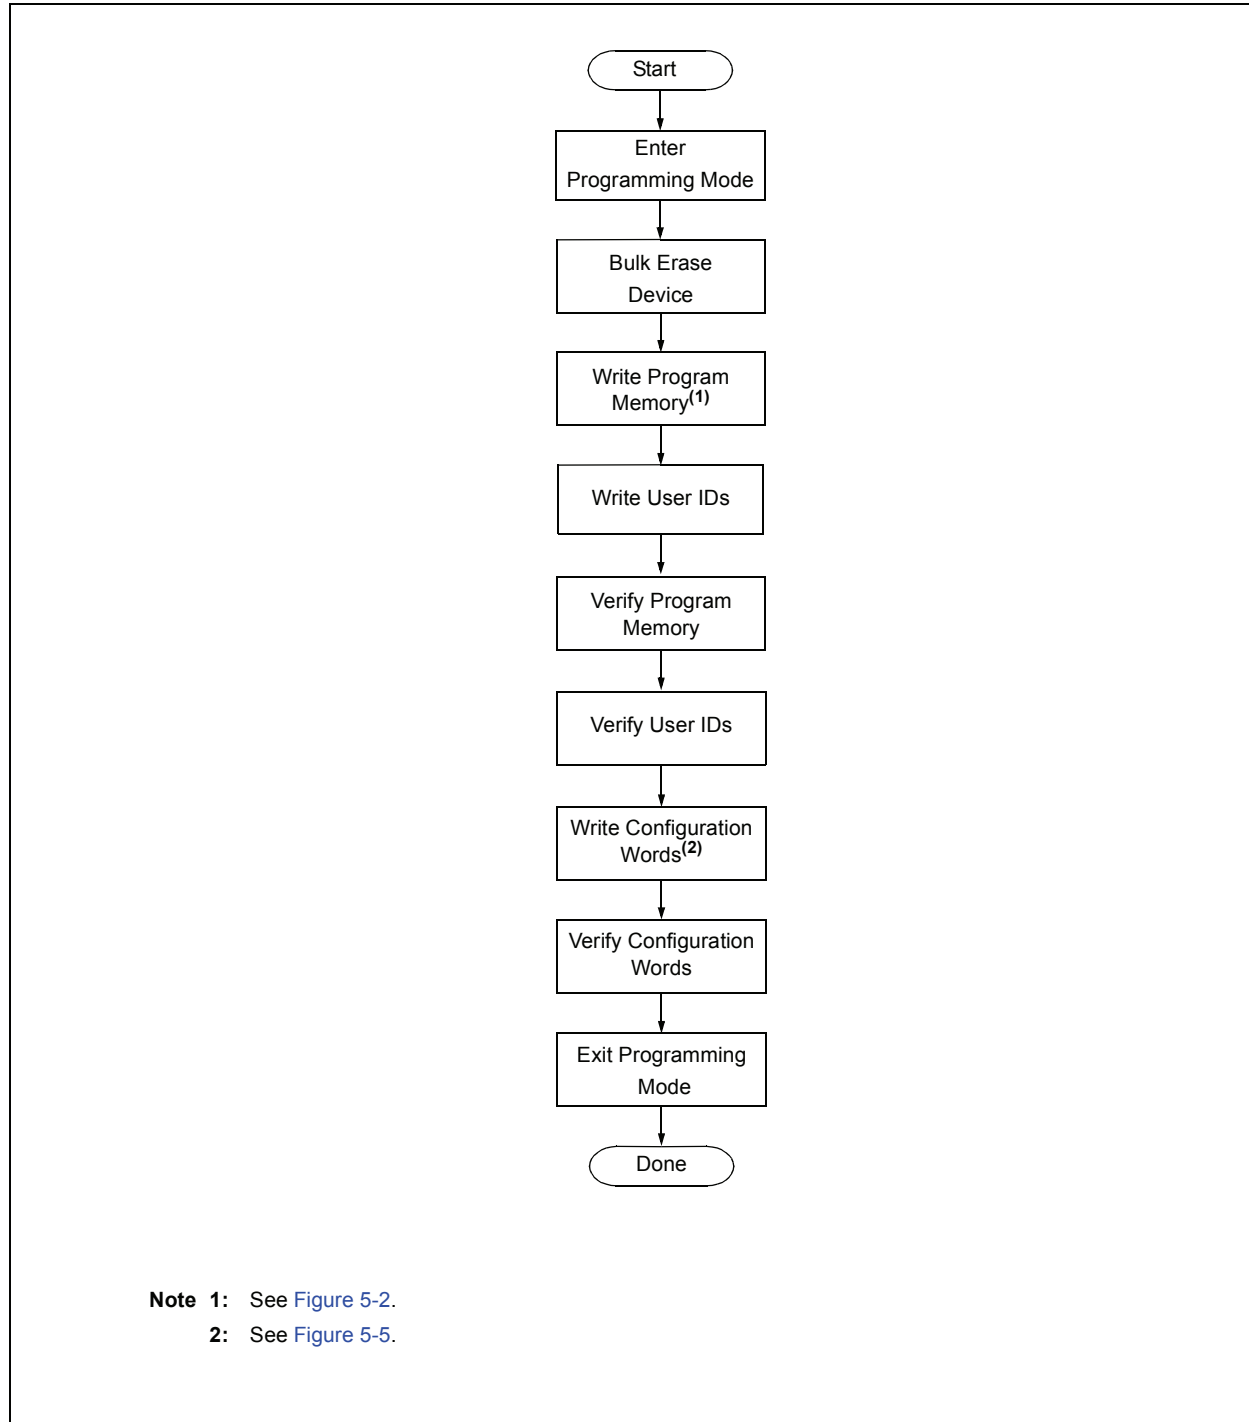 Start
Enter
Programming Mode
Bulk Erase
Device
Write Program
Memory(1)
Write User IDs
Verify Program
Memory
Verify User IDs
Write Configuration
Words(2)
Verify Configuration
Words
Exit Programming
Mode
Done
Note 1: See Figure 5-2.
2: See Figure 5-5.